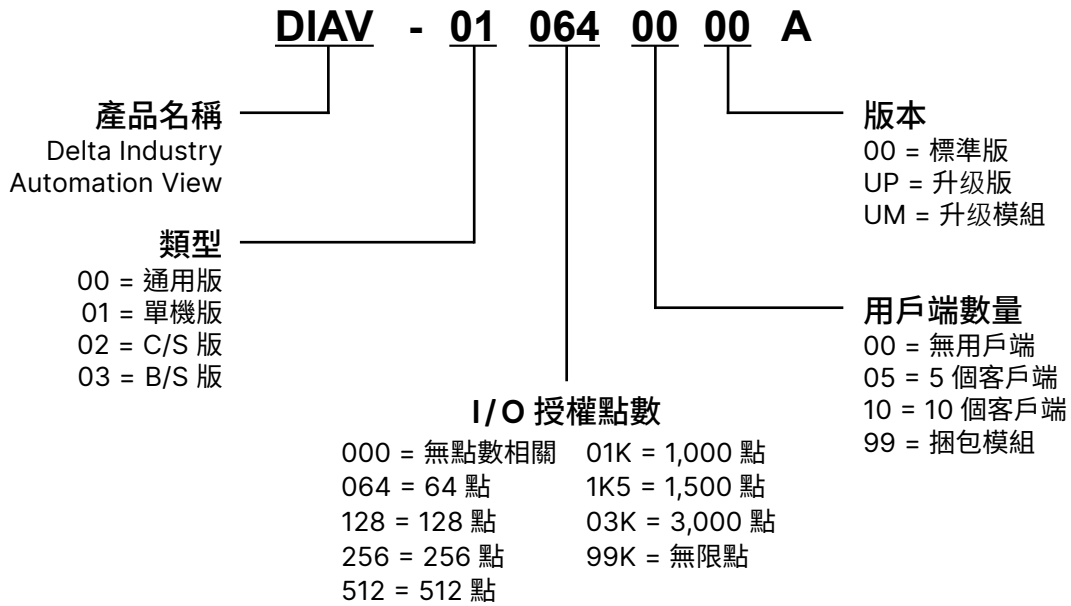 DIAV - 01 064 00 00 A
產品名稱
Delta Industry
Automation View
類型
00 = 通用版
01 = 單機版
02 = C/S 版
03 = B/S 版
I/O 授權點數
000 = 無點數相關
064 = 64 點
128 = 128 點
256 = 256 點
512 = 512 點
01K = 1,000 點
1K5 = 1,500 點
03K = 3,000 點
99K = 無限點
版本
00 = 標準版
UP = 升级版
UM = 升级模組
用戶端數量
00 = 無用戶端
05 = 5 個客戶端
10 = 10 個客戶端
99 = 捆包模組